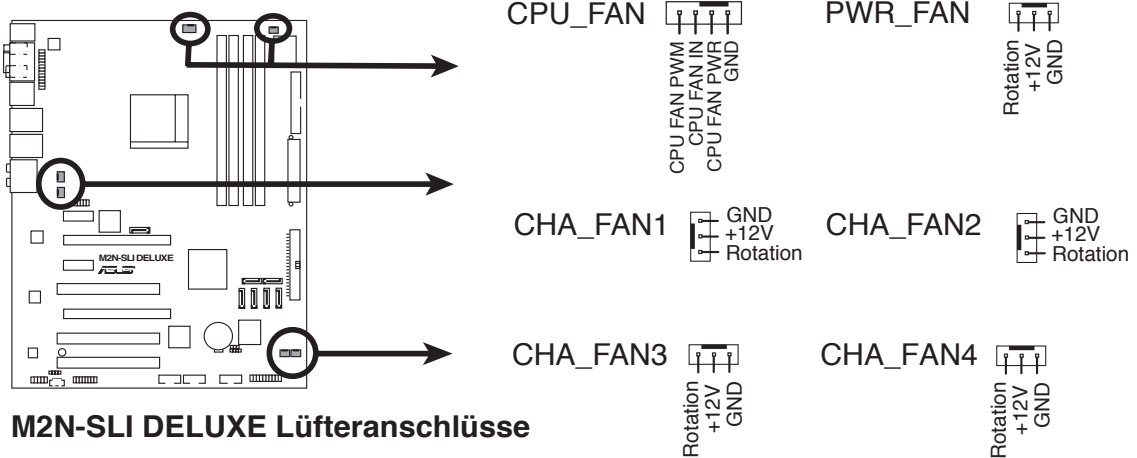 CPU_FAN
CPU FAN PWM
CPU FAN IN
CPU FAN PWR
GND
PWR_FAN
Rotation
+12V
GND
CHA_FAN1
GND
+12V
Rotation
CHA_FAN2
GND
+12V
Rotation
M2N-SLI DELUXE
ASUS
CHA_FAN3
Rotation
+12V
GND
CHA_FAN4
Rotation
+12V
GND
M2N-SLI DELUXE Lüfteranschlüsse